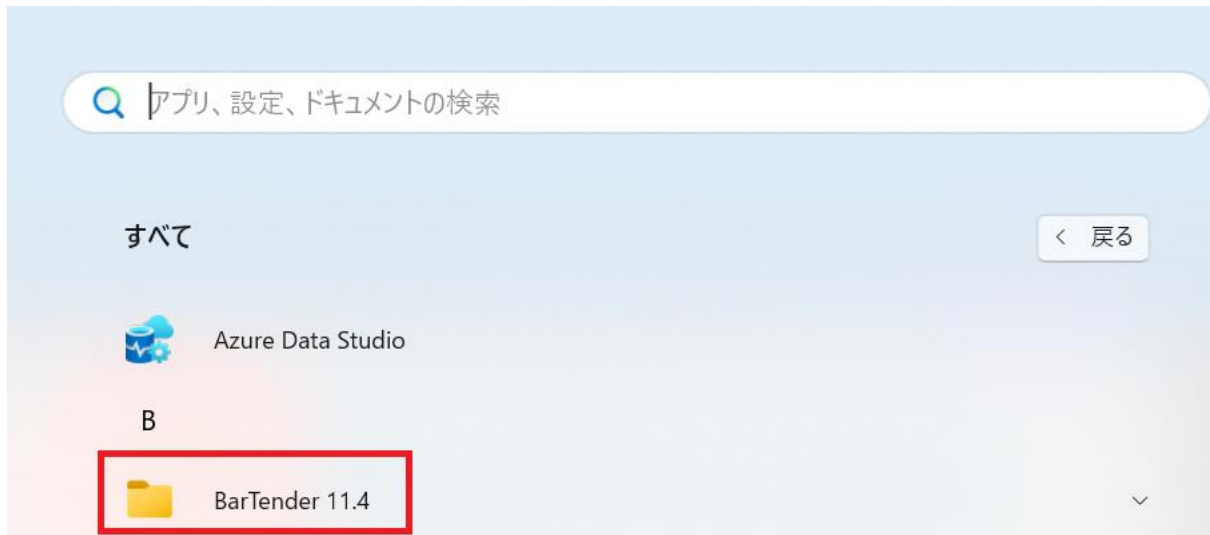 アプリ、設定、ドキュメントの検索
すべて
戻る
Azure Data Studio
B
BarTender 11.4